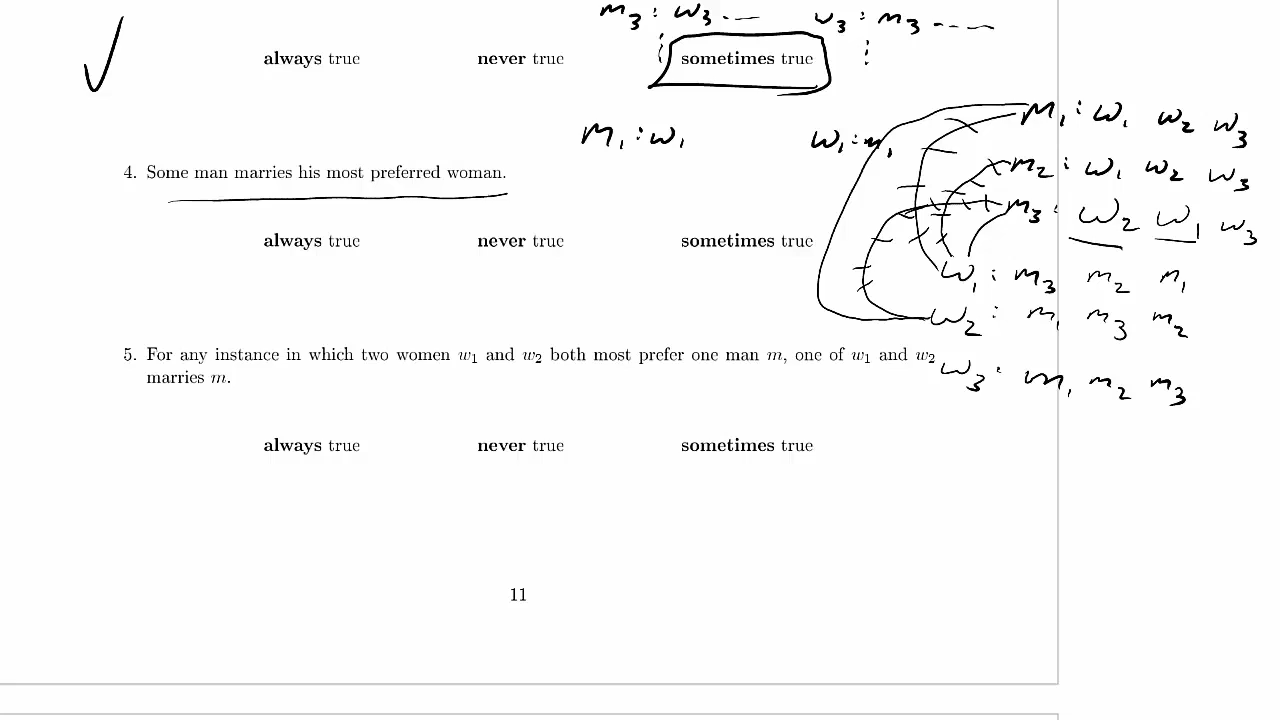 m3 : w3 --- w3 : m3 ----
always true never true sometimes true
m1 : w1 w1 : m1
m1 : w1 w2 w3
4. Some man marries his most preferred woman.
m2 : w1 w2 w3
m3 : w2 w1 w3
always true never true sometimes true
w1 : m3 m2 m1
w2 : m1 m3 m2
5. For any instance in which two women w1 and w2 both most prefer one man m, one of w1 and w2
marries m.
w3 : m1 m2 m3
always true never true sometimes true
11